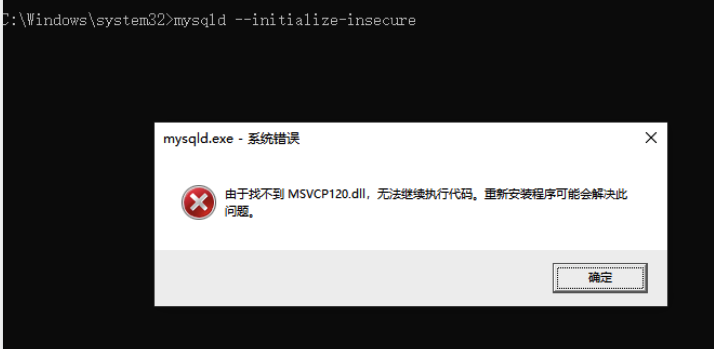 C:\Windows\system32>mysqld --initialize-insecure
mysqld.exe - 系统错误
由于找不到 MSVCP120.dll，无法继续执行代码。重新安装程序可能会解决此
问题。
确定